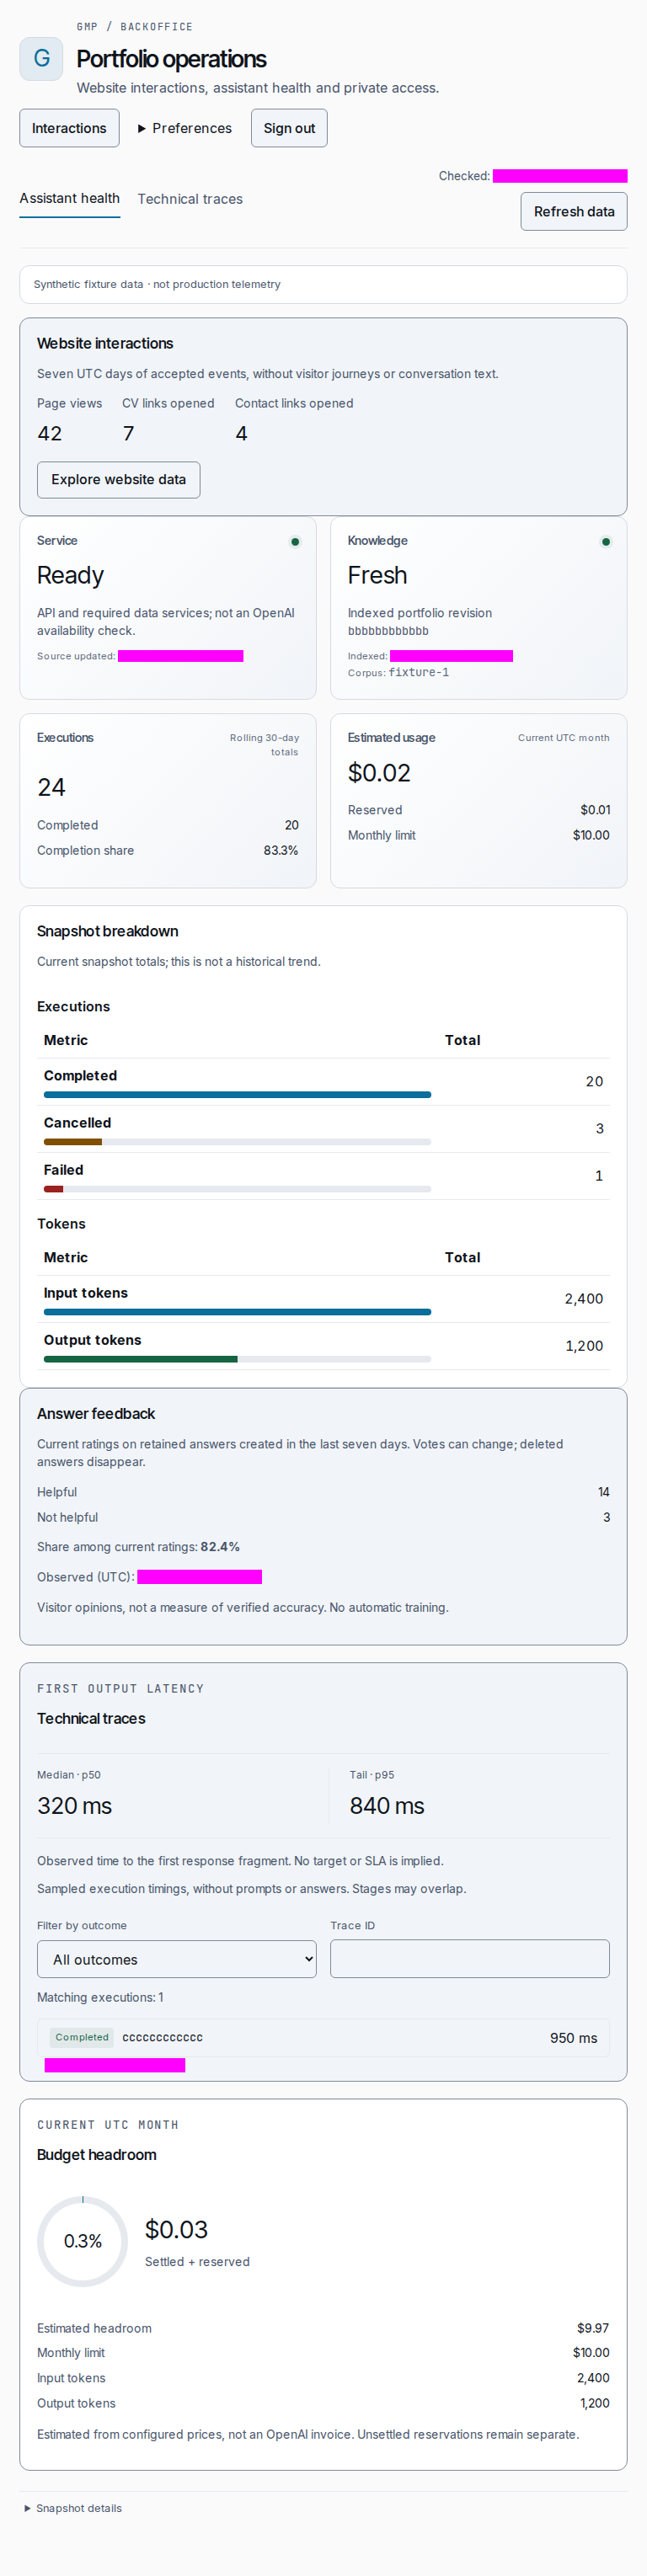 GMP / BACKOFFICE
G
Portfolio operations
Website interactions, assistant health and private access.
Interactions
▶ Preferences
Sign out
Checked:
Assistant health
Technical traces
Refresh data
Synthetic fixture data · not production telemetry
Website interactions
Seven UTC days of accepted events, without visitor journeys or conversation text.
Page views CV links opened Contact links opened
42 7 4
Explore website data
Service
Ready
API and required data services; not an OpenAI
availability check.
Source updated:
Knowledge
Fresh
Indexed portfolio revision
bbbbbbbbbbbb
Indexed:
Corpus: fixture-1
Executions
Rolling 30-day
totals
24
Completed 20
Completion share 83.3%
Estimated usage
Current UTC month
$0.02
Reserved $0.01
Monthly limit $10.00
Snapshot breakdown
Current snapshot totals; this is not a historical trend.
Executions
Metric Total
Completed 20
Cancelled 3
Failed 1
Tokens
Metric Total
Input tokens 2,400
Output tokens 1,200
Answer feedback
Current ratings on retained answers created in the last seven days. Votes can change; deleted
answers disappear.
Helpful 14
Not helpful 3
Share among current ratings: 82.4%
Observed (UTC):
Visitor opinions, not a measure of verified accuracy. No automatic training.
FIRST OUTPUT LATENCY
Technical traces
Median · p50
320 ms
Tail · p95
840 ms
Observed time to the first response fragment. No target or SLA is implied.
Sampled execution timings, without prompts or answers. Stages may overlap.
Filter by outcome
All outcomes
Trace ID
Matching executions: 1
Completed cccccccccccc 950 ms
CURRENT UTC MONTH
Budget headroom
0.3%
$0.03
Settled + reserved
Estimated headroom $9.97
Monthly limit $10.00
Input tokens 2,400
Output tokens 1,200
Estimated from configured prices, not an OpenAI invoice. Unsettled reservations remain separate.
▶ Snapshot details